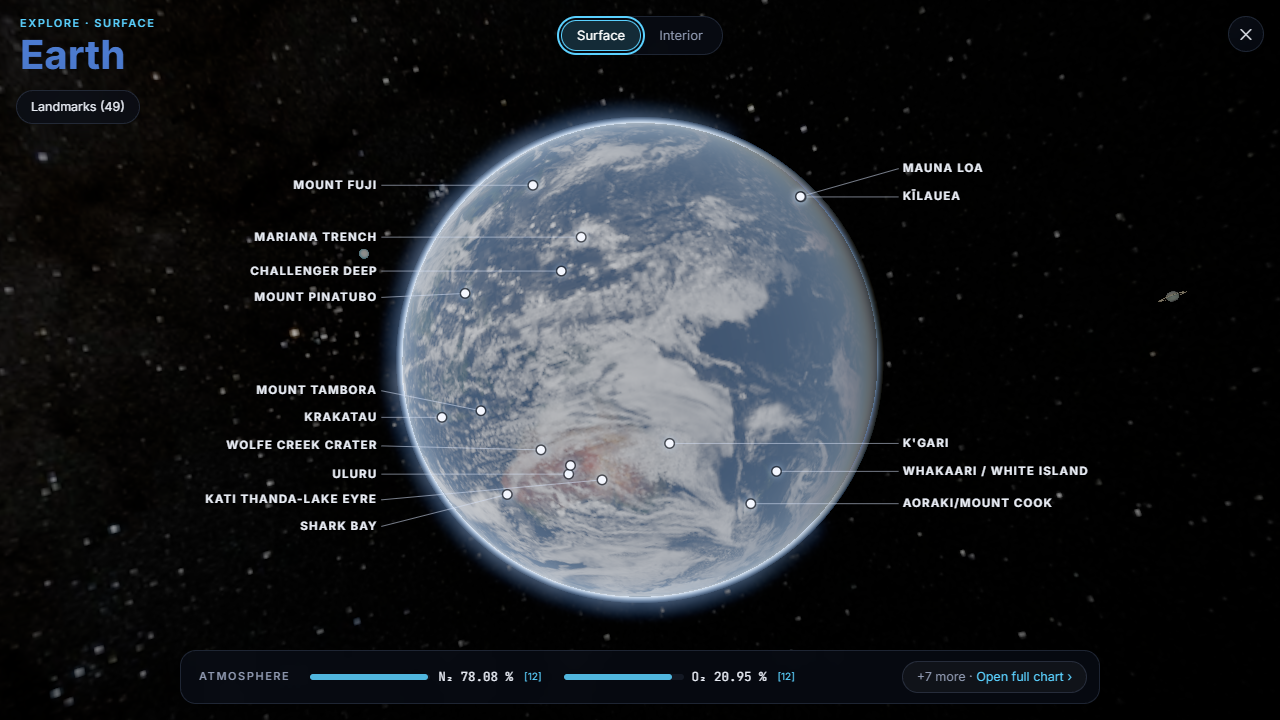 EXPLORE · SURFACE
Earth
Surface
Interior
Landmarks (49)
MOUNT FUJI
MARIANA TRENCH
CHALLENGER DEEP
MOUNT PINATUBO
MOUNT TAMBORA
KRAKATAU
WOLFE CREEK CRATER
ULURU
KATI THANDA-LAKE EYRE
SHARK BAY
MAUNA LOA
KĪLAUEA
K'GARI
WHAKAARI / WHITE ISLAND
AORAKI/MOUNT COOK
ATMOSPHERE
N₂ 78.08 % [12]
O₂ 20.95 % [12]
+7 more · Open full chart ›